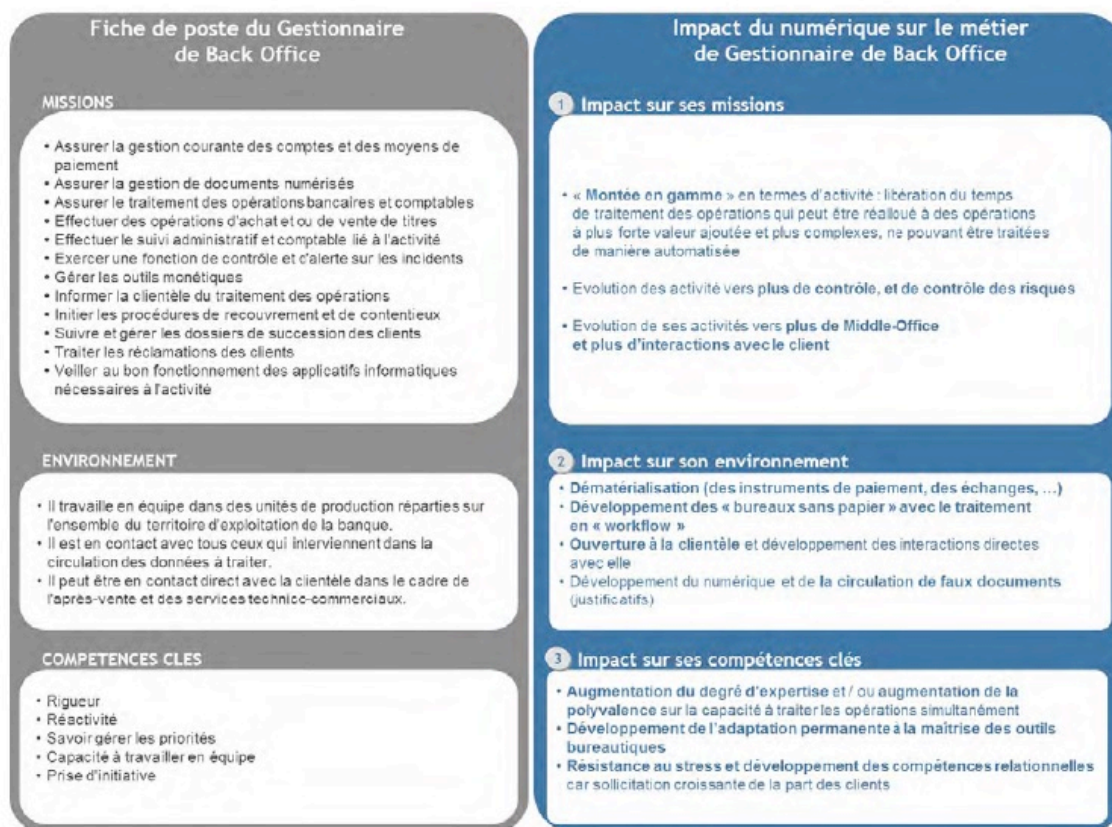 Fiche de poste du Gestionnaire
de Back Office
MISSIONS
• Assurer la gestion courante des comptes et des moyens de
paiement
• Assurer la gestion de documents numérisés
• Assurer le traitement des opérations bancaires et comptables
• Effectuer des opérations d'achat et ou de vente de titres
• Effectuer le suivi administratif et comptable lié à l'activité
• Exercer une fonction de contrôle et d'alerte sur les incidents
• Gérer les outils monétiques
• Informer la clientèle du traitement des opérations
• Initier les procédures de recouvrement et de contentieux
• Suivre et gérer les dossiers de succession des clients
• Traiter les réclamations des clients
• Veiller au bon fonctionnement des applicatifs informatiques
nécessaires à l'activité
ENVIRONNEMENT
• Il travaille en équipe dans des unités de production réparties sur
l'ensemble du territoire d'exploitation de la banque.
• Il est en contact avec tous ceux qui interviennent dans la
circulation des données à traiter.
• Il peut être en contact direct avec la clientèle dans le cadre de
l'après-vente et des services technico-commerciaux.
COMPETENCES CLES
• Rigueur
• Réactivité
• Savoir gérer les priorités
• Capacité à travailler en équipe
• Prise d'initiative
Impact du numérique sur le métier
de Gestionnaire de Back Office
1 Impact sur ses missions
• « Montée en gamme » en termes d'activité : libération du temps
de traitement des opérations qui peut être réalloué à des opérations
à plus forte valeur ajoutée et plus complexes, ne pouvant être traitées
de manière automatisée
• Evolution des activité vers plus de contrôle, et de contrôle des risques
• Evolution de ses activités vers plus de Middle-Office
et plus d'interactions avec le client
2 Impact sur son environnement
• Dématérialisation (des instruments de paiement, des échanges, ...)
• Développement des « bureaux sans papier » avec le traitement
en « workflow »
• Ouverture à la clientèle et développement des interactions directes
avec elle
• Développement du numérique et de la circulation de faux documents
(justificatifs)
3 Impact sur ses compétences clés
• Augmentation du degré d'expertise et / ou augmentation de la
polyvalence sur la capacité à traiter les opérations simultanément
• Développement de l'adaptation permanente à la maîtrise des outils
bureautiques
• Résistance au stress et développement des compétences relationnelles
car sollicitation croissante de la part des clients